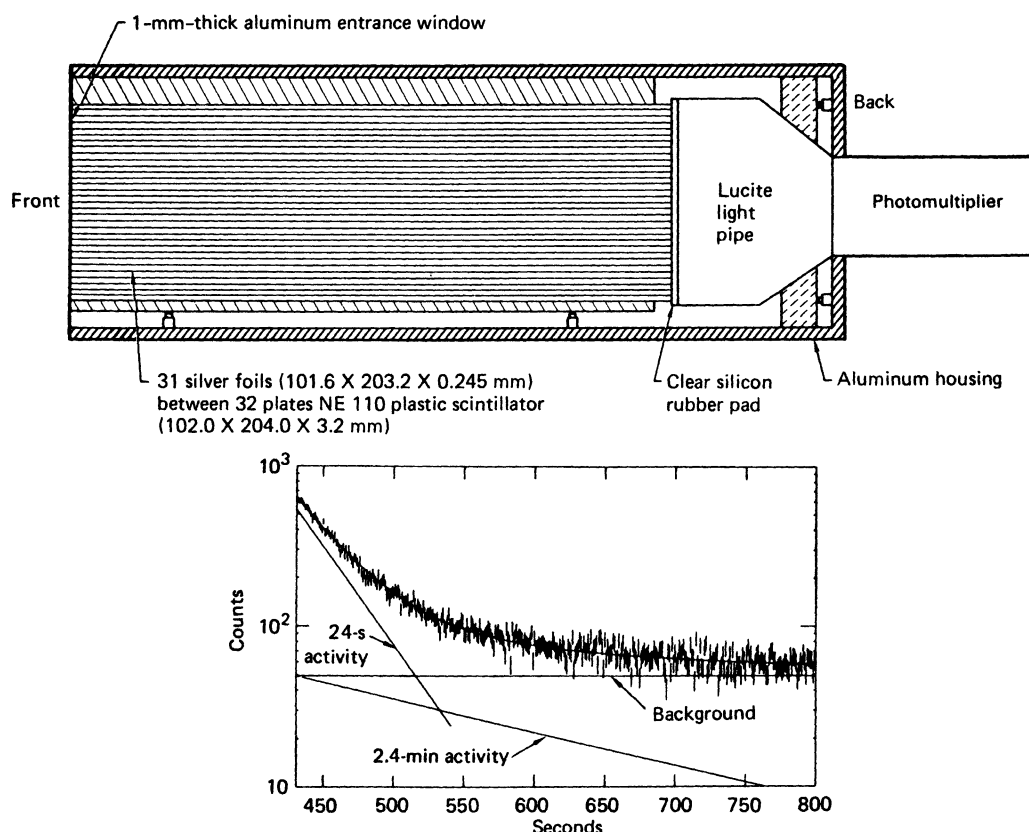 1-mm-thick aluminum entrance window
Back
Front
Lucite
light
pipe
Photomultiplier
31 silver foils (101.6 X 203.2 X 0.245 mm)
between 32 plates NE 110 plastic scintillator
(102.0 X 204.0 X 3.2 mm)
Clear silicon
rubber pad
Aluminum housing
10³
10²
10
Counts
24-s
activity
Background
2.4-min activity
450 500 550 600 650 700 750 800
Seconds